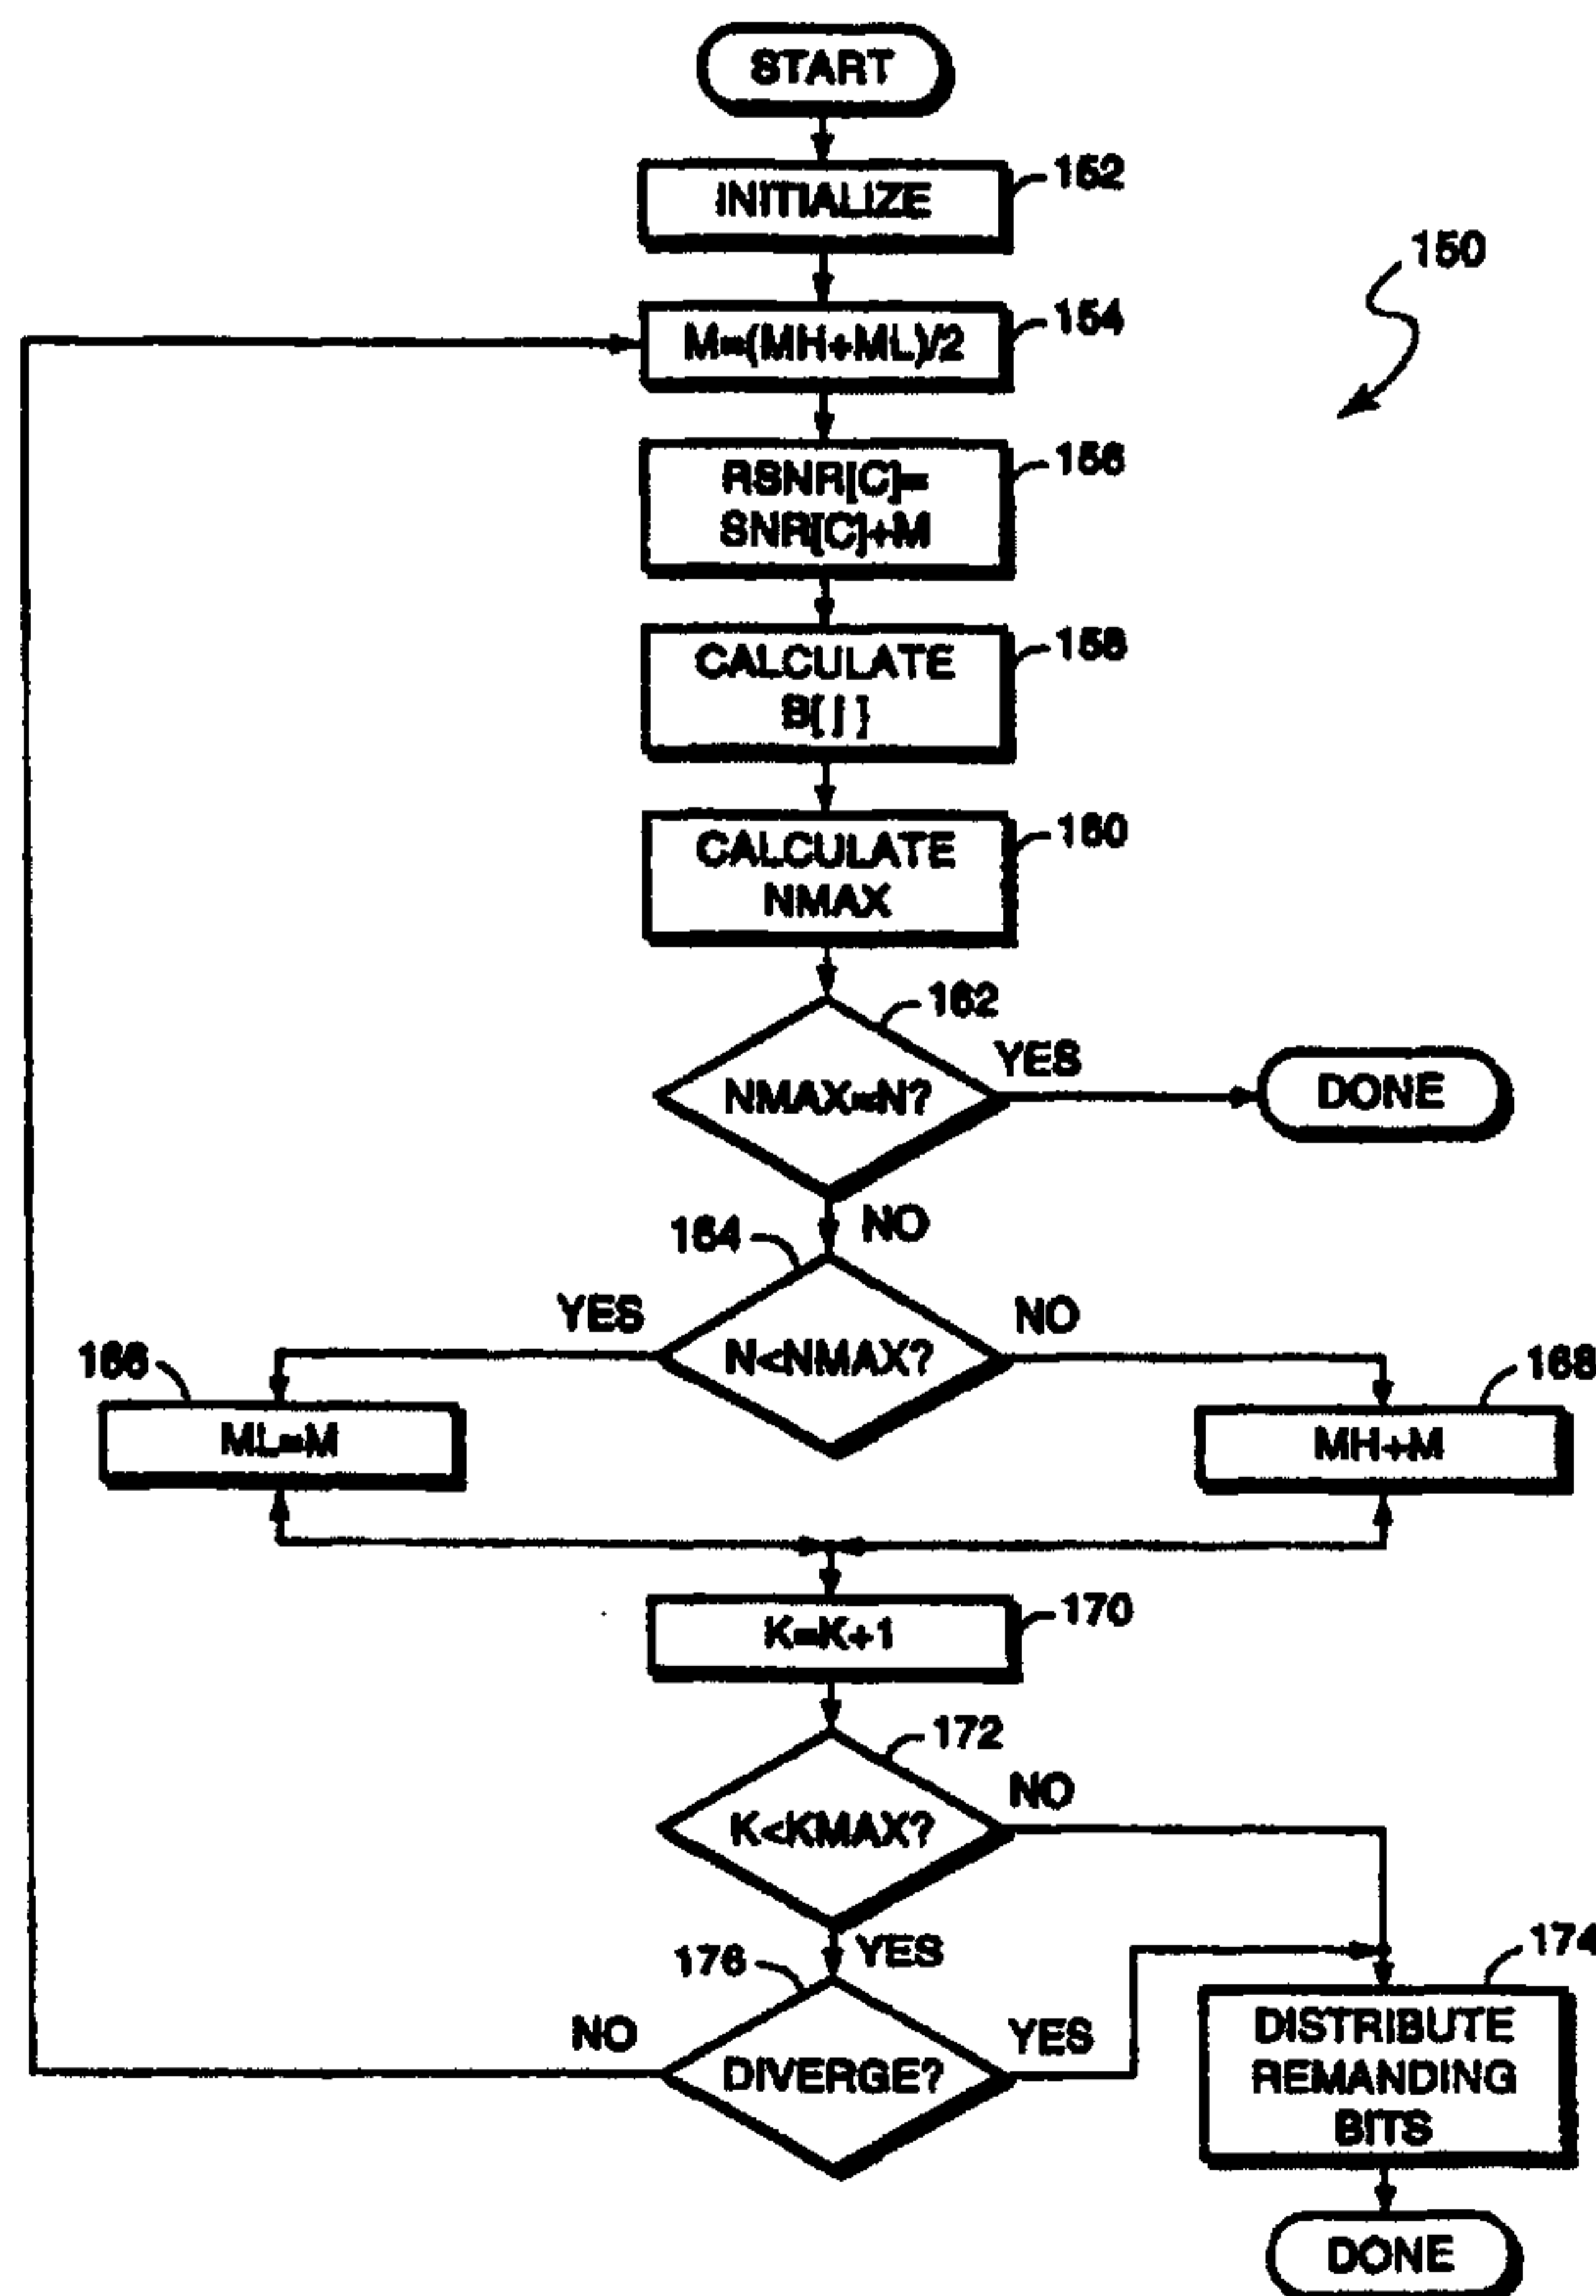 START
INITIALIZE
152
150
M=(MH+ML)/2
154
RSNR[C]=
SNR[C]+M
156
CALCULATE
B[ j ]
158
CALCULATE
NMAX
160
162
NMAX=N?
YES
DONE
NO
164
YES
N<NMAX?
NO
166
ML=M
168
MH+M
K=K+1
170
172
K<KMAX?
NO
YES
176
NO
DIVERGE?
YES
174
DISTRIBUTE
REMANDING
BITS
DONE